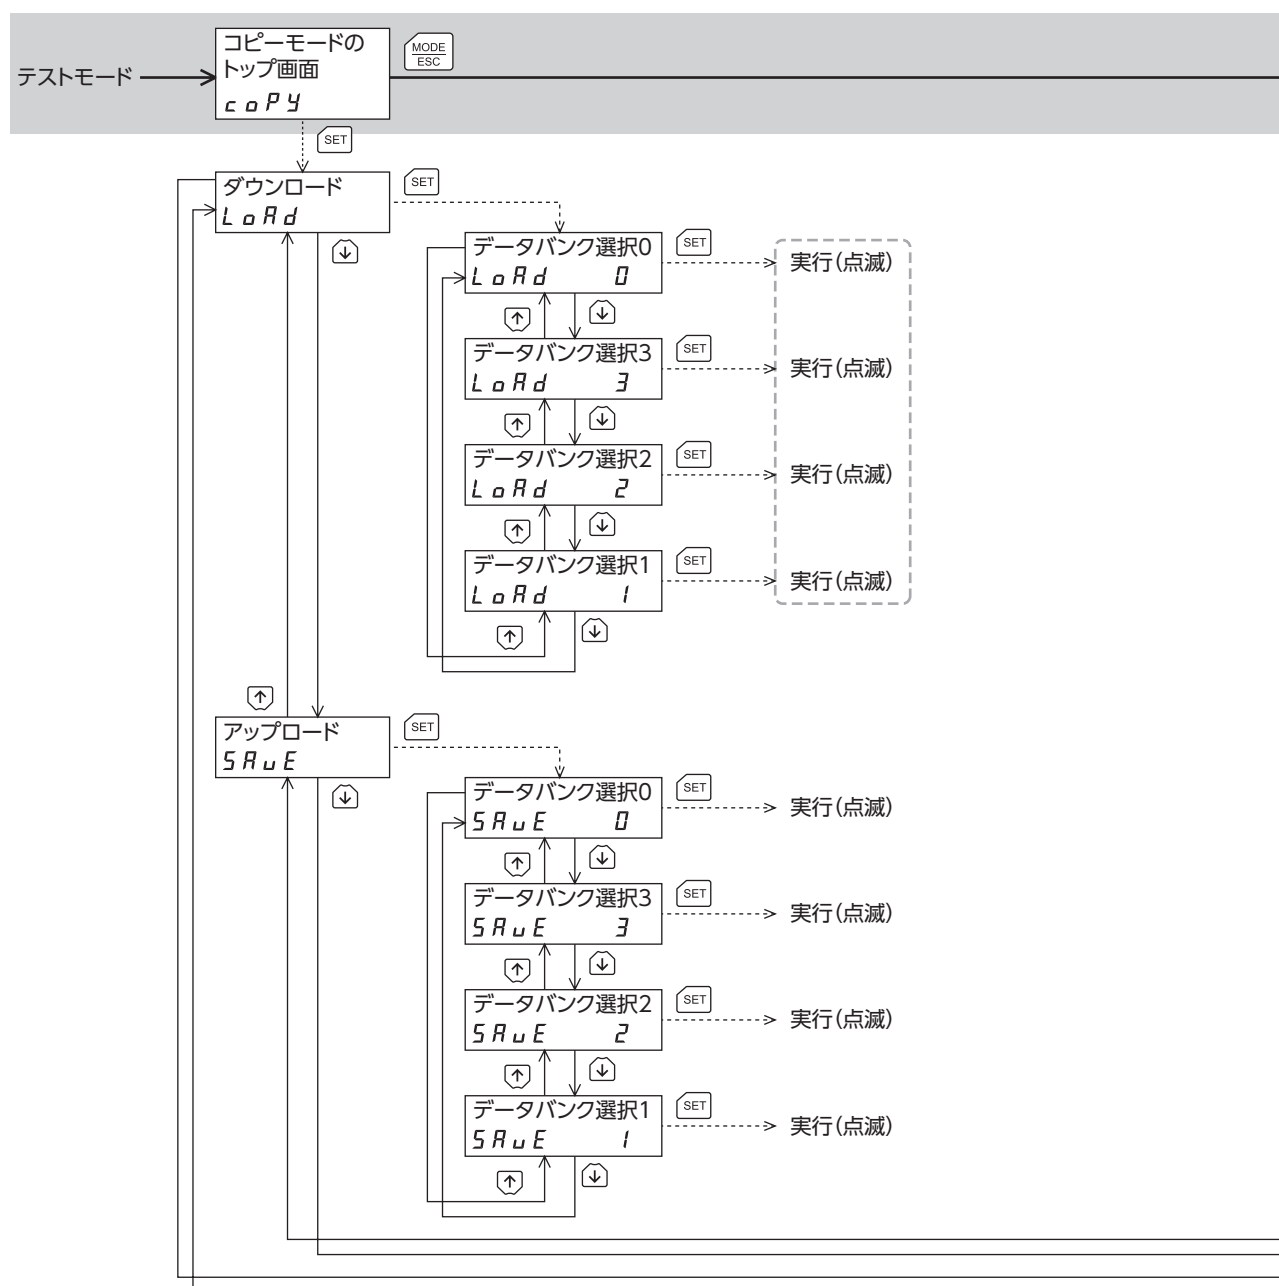 コピーモードの
トップ画面
MODE
ESC
テストモード
coPY
SET
ダウンロード
SET
LoAd
↓
データバンク選択0
SET
LoAd 0
実行(点滅)
↑ ↓
データバンク選択3
SET
LoAd 3
実行(点滅)
↑ ↓
データバンク選択2
SET
LoAd 2
実行(点滅)
↑ ↓
データバンク選択1
SET
LoAd 1
実行(点滅)
↑ ↓
↑
アップロード
SET
SAvE
↓
データバンク選択0
SET
SAvE 0
実行(点滅)
↑ ↓
データバンク選択3
SET
SAvE 3
実行(点滅)
↑ ↓
データバンク選択2
SET
SAvE 2
実行(点滅)
↑ ↓
データバンク選択1
SET
SAvE 1
実行(点滅)
↑ ↓